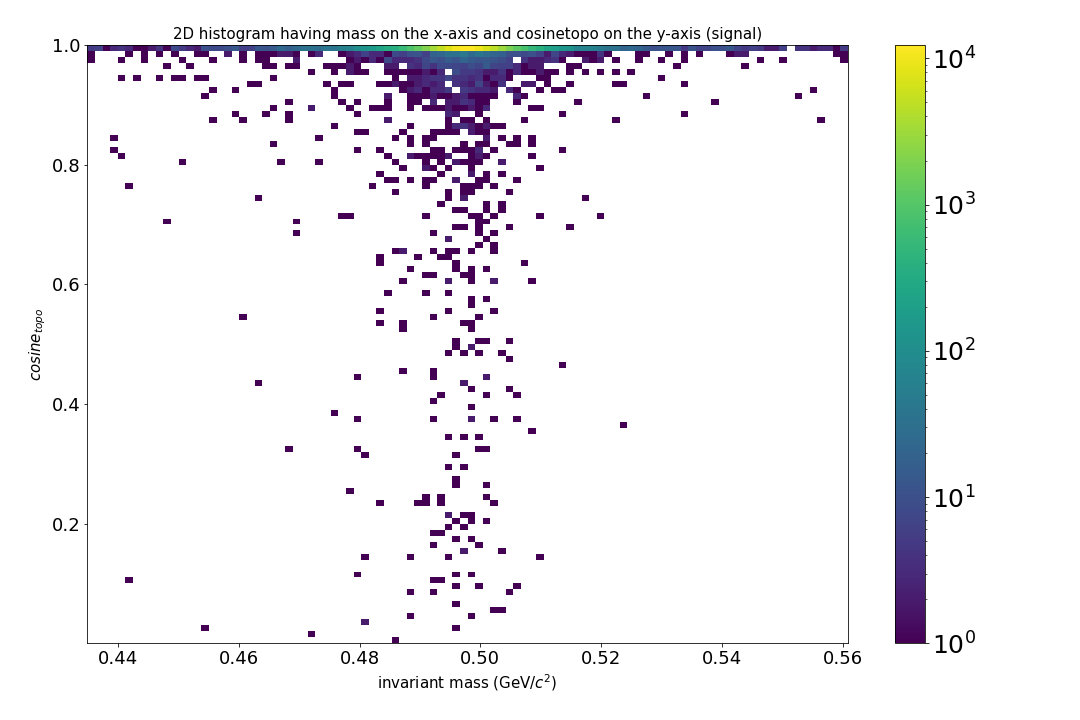 2D histogram having mass on the x-axis and cosinetopo on the y-axis (signal)
1.0
0.8
0.6
0.4
0.2
cosine_{topo}
0.44 0.46 0.48 0.50 0.52 0.54 0.56
invariant mass (GeV/c²)
10⁴
10³
10²
10¹
10⁰